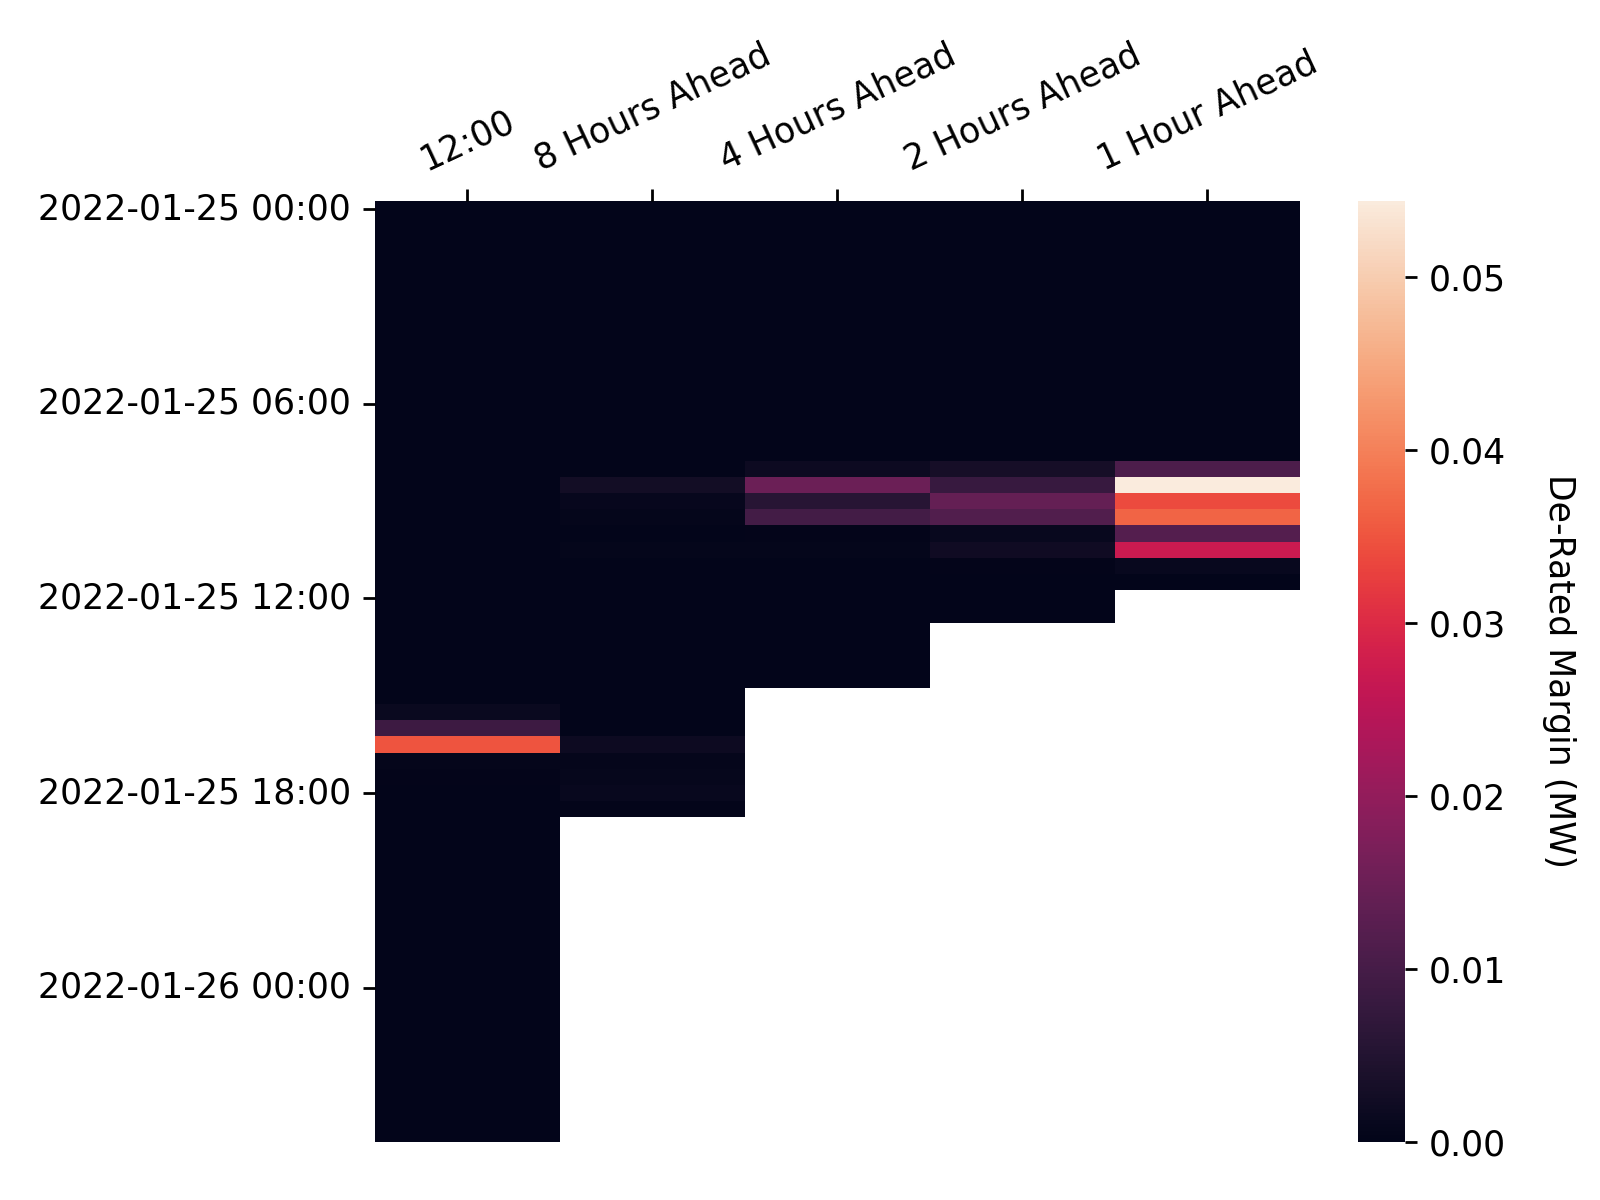 12:00
8 Hours Ahead
4 Hours Ahead
2 Hours Ahead
1 Hour Ahead
2022-01-25 00:00
2022-01-25 06:00
2022-01-25 12:00
2022-01-25 18:00
2022-01-26 00:00
0.05
0.04
0.03
0.02
0.01
0.00
De-Rated Margin (MW)